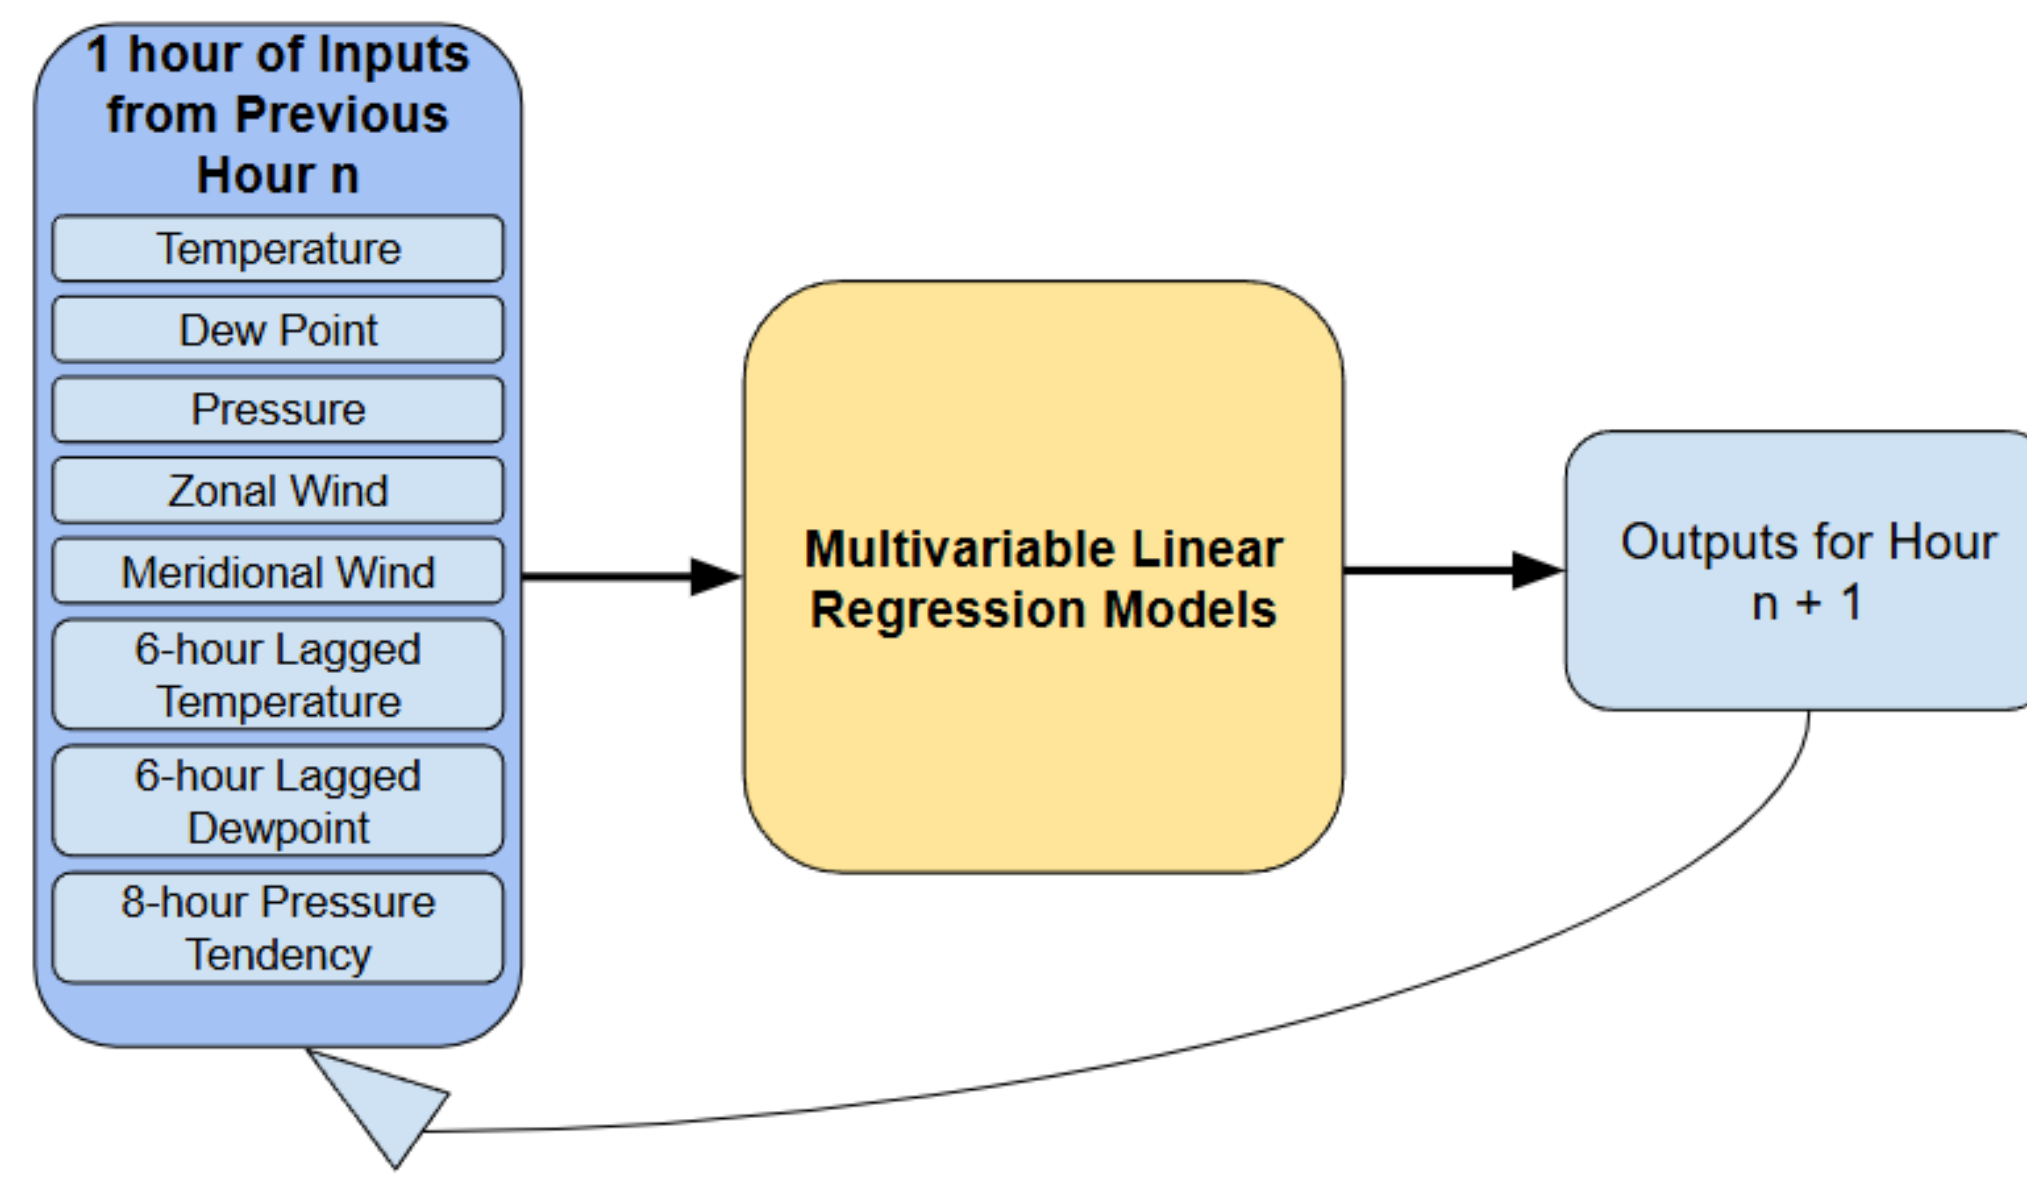 1 hour of Inputs
from Previous
Hour n
Temperature
Dew Point
Pressure
Zonal Wind
Meridional Wind
6-hour Lagged
Temperature
6-hour Lagged
Dewpoint
8-hour Pressure
Tendency
Multivariable Linear
Regression Models
Outputs for Hour
n + 1